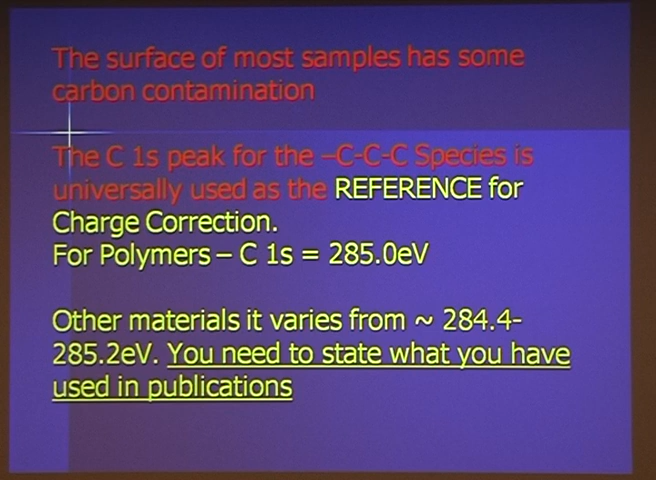 The surface of most samples has some
carbon contamination
The C 1s peak for the –C-C-C Species is
universally used as the REFERENCE for
Charge Correction.
For Polymers – C 1s = 285.0eV
Other materials it varies from ~ 284.4-
285.2eV. You need to state what you have
used in publications